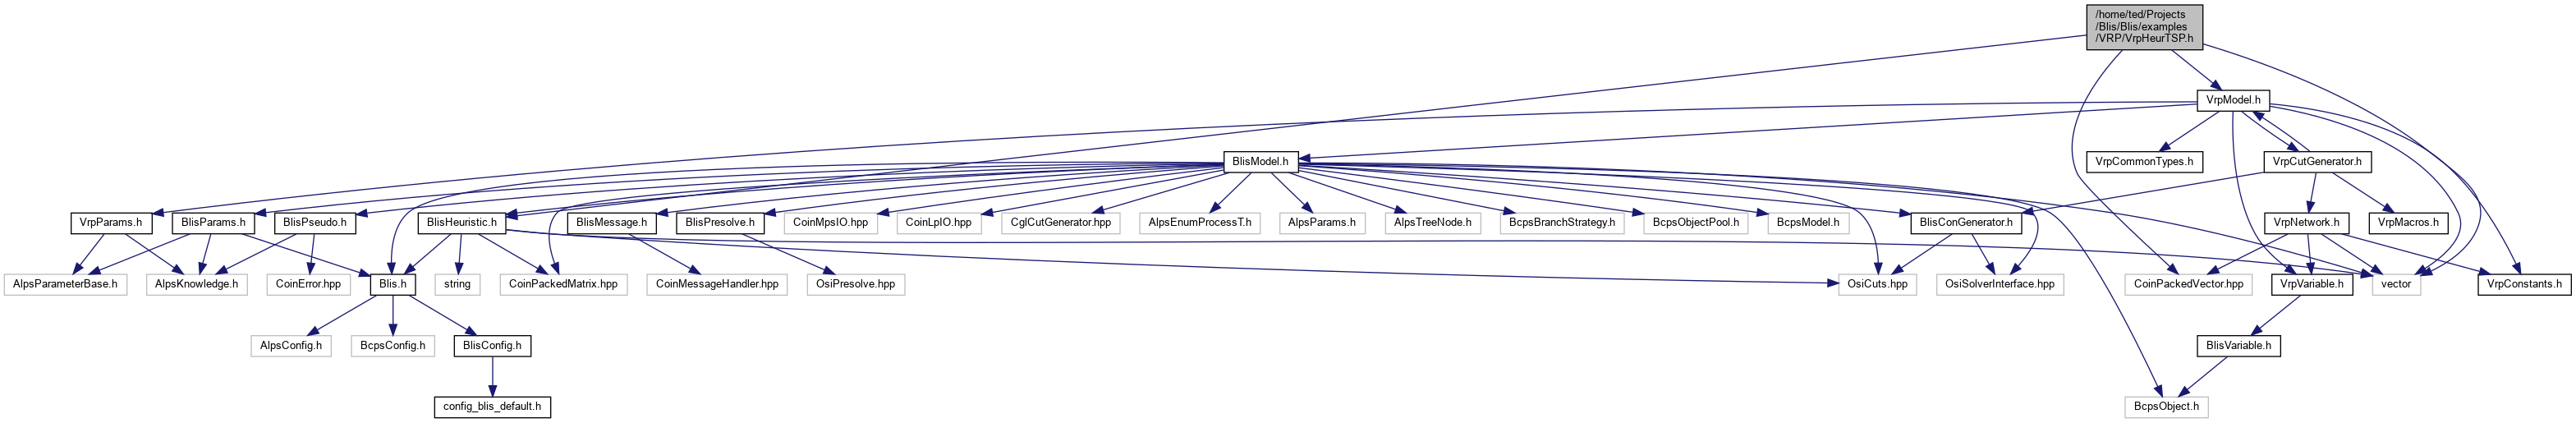 /home/ted/Projects
/Blis/Blis/examples
/VRP/VrpHeurTSP.h
VrpModel.h
BlisModel.h
VrpCommonTypes.h
VrpCutGenerator.h
VrpParams.h
BlisParams.h
BlisPseudo.h
BlisHeuristic.h
BlisMessage.h
BlisPresolve.h
CoinMpsIO.hpp
CoinLpIO.hpp
CglCutGenerator.hpp
AlpsEnumProcessT.h
AlpsParams.h
AlpsTreeNode.h
BcpsBranchStrategy.h
BcpsObjectPool.h
BcpsModel.h
BlisConGenerator.h
VrpNetwork.h
VrpMacros.h
AlpsParameterBase.h
AlpsKnowledge.h
CoinError.hpp
Blis.h
string
CoinPackedMatrix.hpp
CoinMessageHandler.hpp
OsiPresolve.hpp
OsiCuts.hpp
OsiSolverInterface.hpp
CoinPackedVector.hpp
VrpVariable.h
vector
VrpConstants.h
AlpsConfig.h
BcpsConfig.h
BlisConfig.h
BlisVariable.h
config_blis_default.h
BcpsObject.h